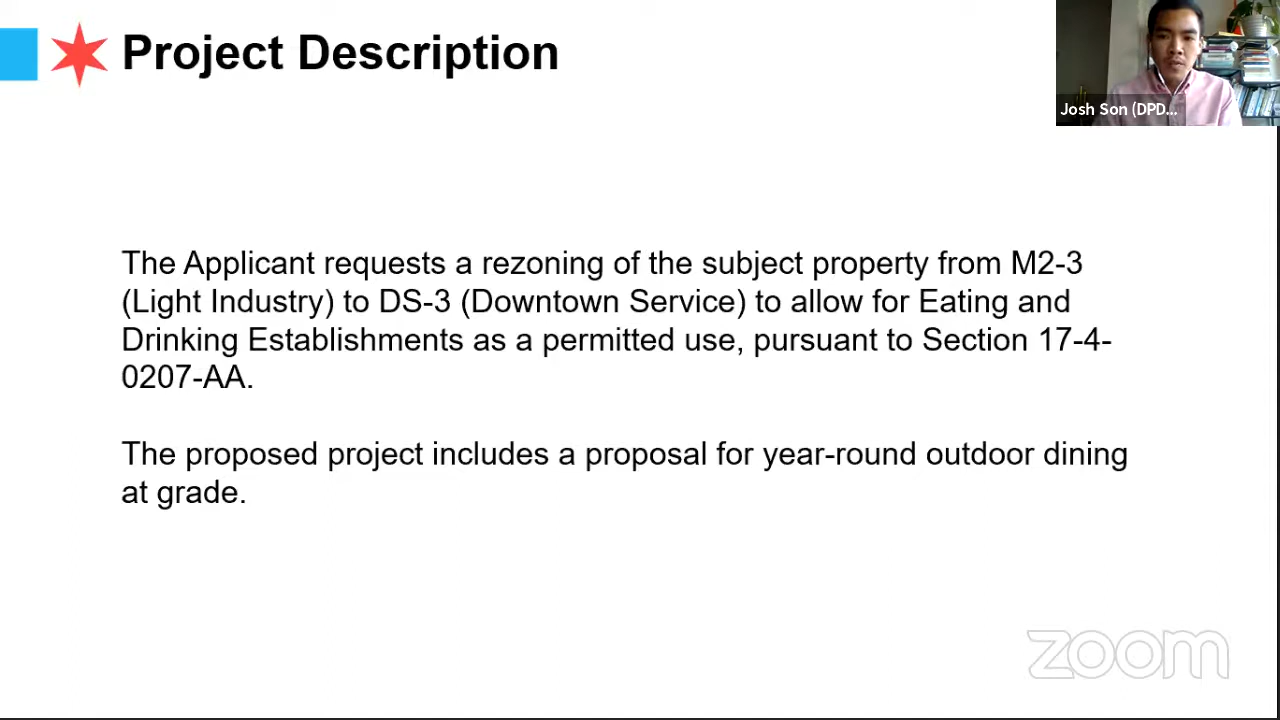 Project Description
Josh Son (DPD...
The Applicant requests a rezoning of the subject property from M2-3
(Light Industry) to DS-3 (Downtown Service) to allow for Eating and
Drinking Establishments as a permitted use, pursuant to Section 17-4-
0207-AA.
The proposed project includes a proposal for year-round outdoor dining
at grade.
zoom